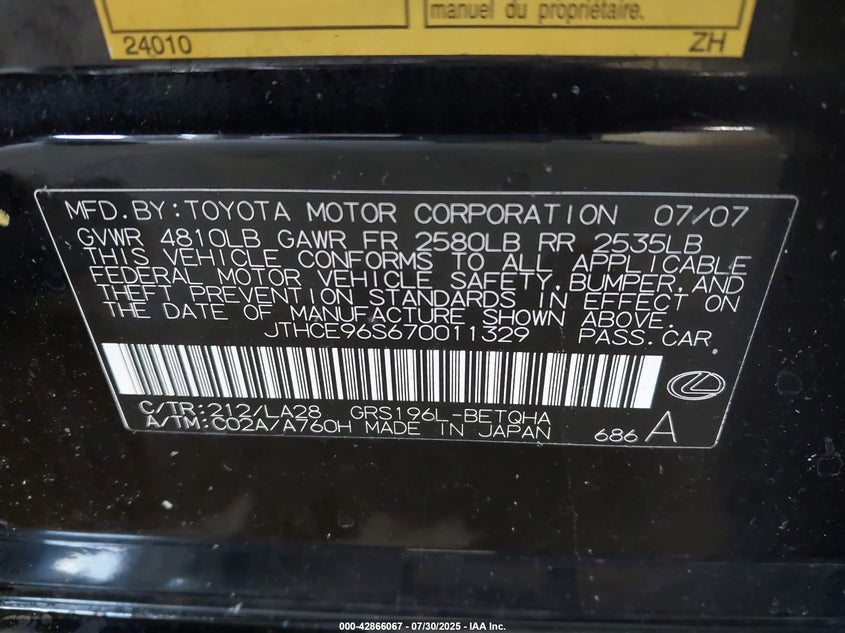 manuel du propriétaire.
24010 ZH
MFD.BY:TOYOTA MOTOR CORPORATION 07/07
GVWR 4810LB GAWR FR 2580LB RR 2535LB
THIS VEHICLE CONFORMS TO ALL APPLICABLE
FEDERAL MOTOR VEHICLE SAFETY,BUMPER,AND
THEFT PREVENTION STANDARDS IN EFFECT ON
THE DATE OF MANUFACTURE SHOWN ABOVE.
JTHCE96S670011329 PASS.CAR
C/TR:212/LA28 GRS196L-BETQHA
A/TM:C02A/A760H MADE IN JAPAN 686 A
000-42866067 / 07/30/2025 - IAA Inc.